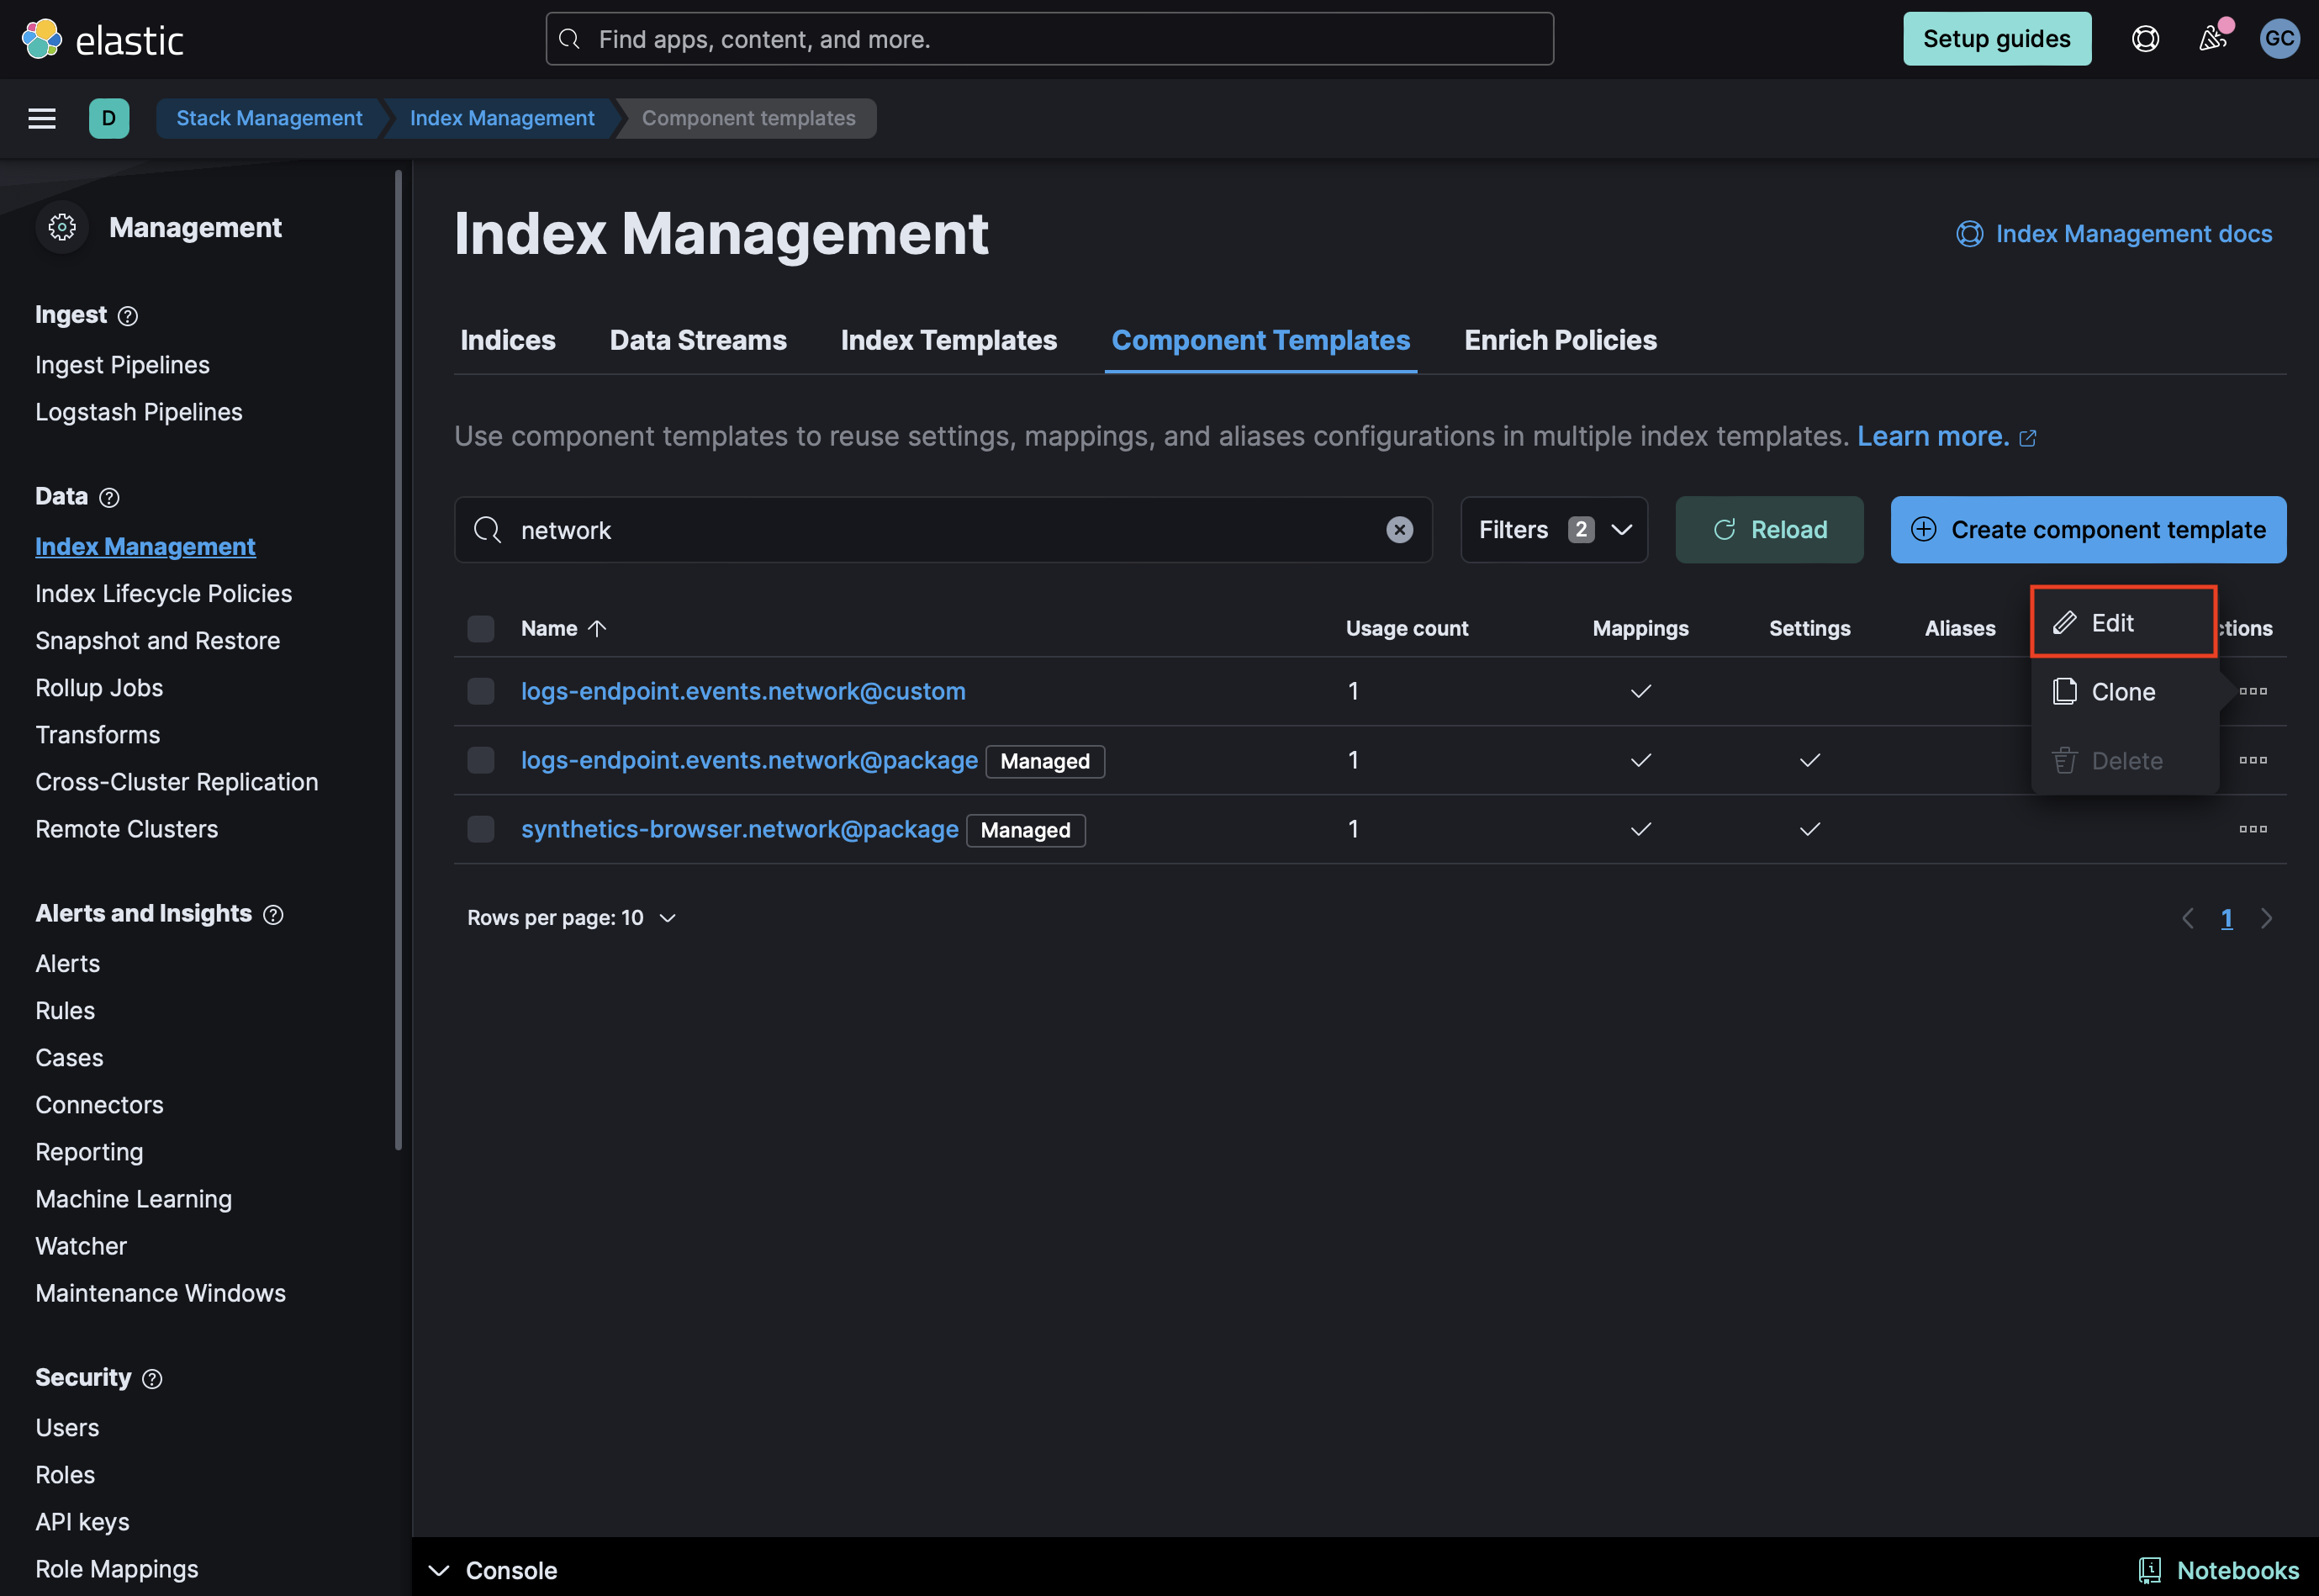 elastic
Find apps, content, and more.
Setup guides
GC
D
Stack Management
Index Management
Component templates
Management
Ingest
Ingest Pipelines
Logstash Pipelines
Data
Index Management
Index Lifecycle Policies
Snapshot and Restore
Rollup Jobs
Transforms
Cross-Cluster Replication
Remote Clusters
Alerts and Insights
Alerts
Rules
Cases
Connectors
Reporting
Machine Learning
Watcher
Maintenance Windows
Security
Users
Roles
API keys
Role Mappings
Index Management
Index Management docs
Indices
Data Streams
Index Templates
Component Templates
Enrich Policies
Use component templates to reuse settings, mappings, and aliases configurations in multiple index templates. Learn more.
network
Filters 2
Reload
Create component template
Name Usage count Mappings Settings Aliases
logs-endpoint.events.network@custom 1
logs-endpoint.events.network@package Managed 1
synthetics-browser.network@package Managed 1
Edit
Clone
Delete
Rows per page: 10
1
Console
Notebooks